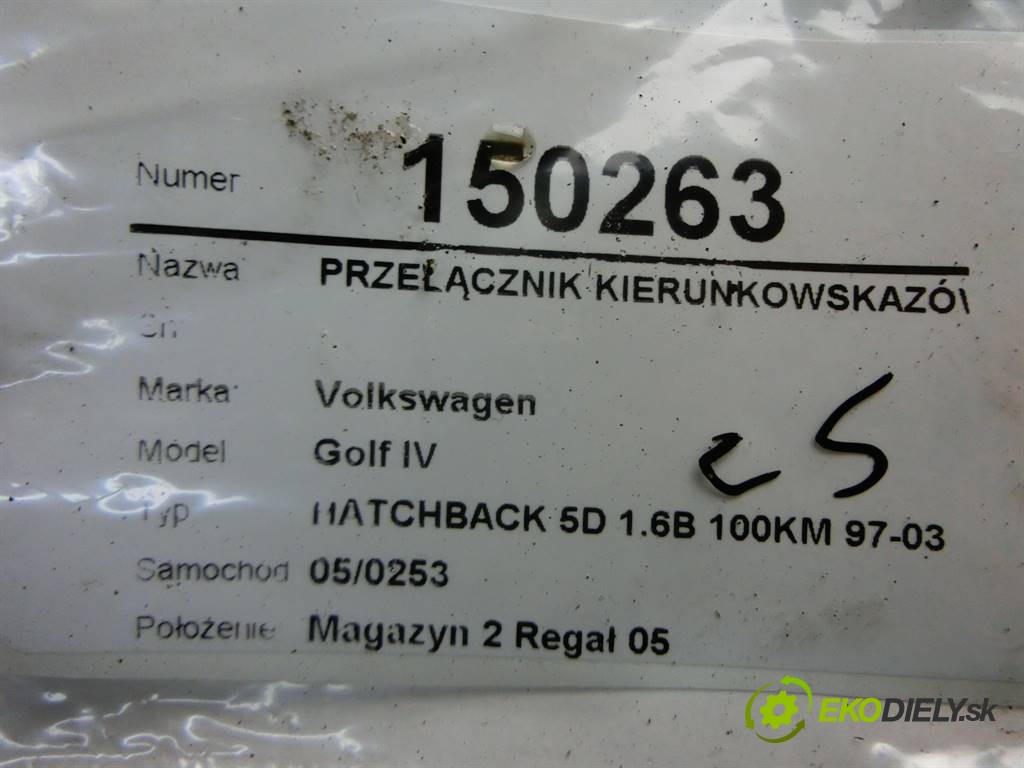 Numer 150263
Nazwa PRZEŁĄCZNIK KIERUNKOWSKAZÓ
Marka Volkswagen
Model Golf IV
Typ HATCHBACK 5D 1.6B 100KM 97-03
Samochod 05/0253
Położenie Magazyn 2 Regał 05
EKODIELY.sk